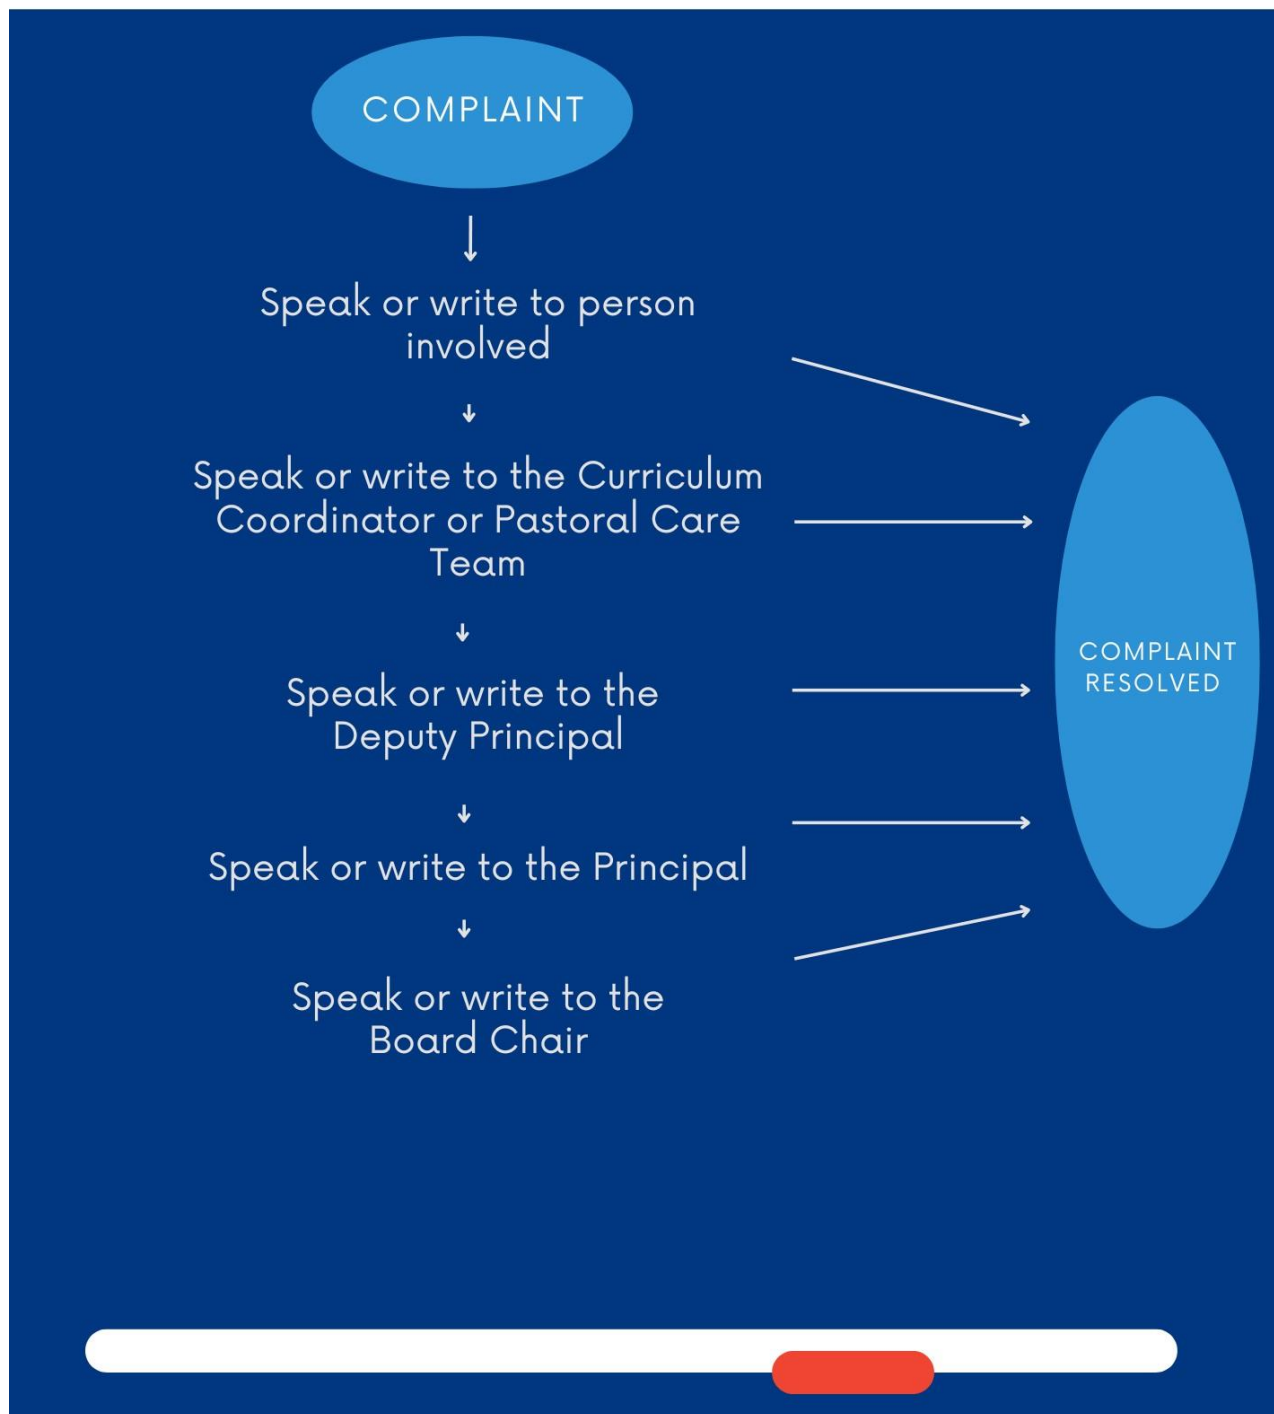 COMPLAINT
Speak or write to person
involved
Speak or write to the Curriculum
Coordinator or Pastoral Care
Team
Speak or write to the
Deputy Principal
Speak or write to the Principal
Speak or write to the
Board Chair
COMPLAINT
RESOLVED